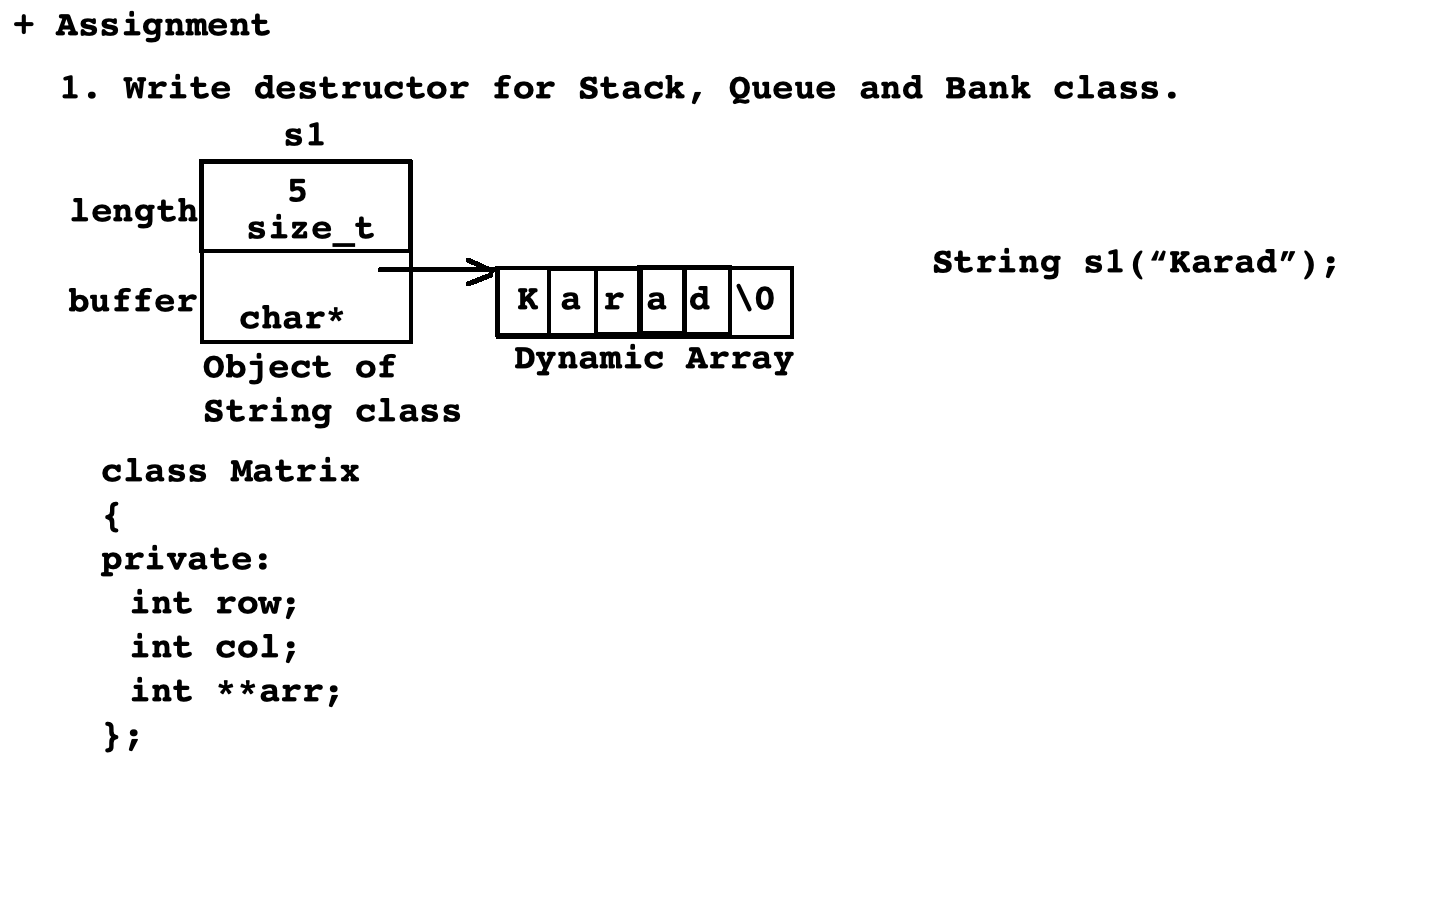 + Assignment
1. Write destructor for Stack, Queue and Bank class.
s1
5
length
size_t
String s1(“Karad”);
buffer
char*
K a r a d \0
Dynamic Array
Object of
String class
class Matrix
{
private:
int row;
int col;
int **arr;
};